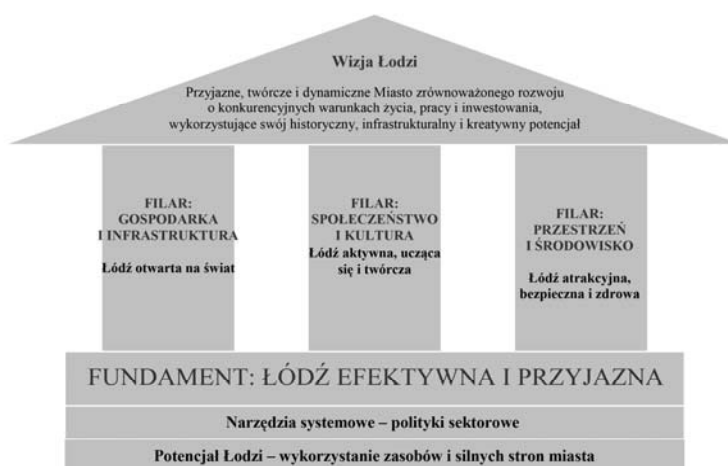 Wizja Łodzi
Przyjazne, twórcze i dynamiczne Miasto zrównoważonego rozwoju
o konkurencyjnych warunkach życia, pracy i inwestowania,
wykorzystujące swój historyczny, infrastrukturalny i kreatywny potencjał
FILAR:
GOSPODARKA
I INFRASTRUKTURA
Łódź otwarta na świat
FILAR:
SPOŁECZEŃSTWO
I KULTURA
Łódź aktywna, ucząca
się i twórcza
FILAR:
PRZESTRZEŃ
I ŚRODOWISKO
Łódź atrakcyjna,
bezpieczna i zdrowa
FUNDAMENT: ŁÓDŹ EFEKTYWNA I PRZYJAZNA
Narzędzia systemowe – polityki sektorowe
Potencjał Łodzi – wykorzystanie zasobów i silnych stron miasta